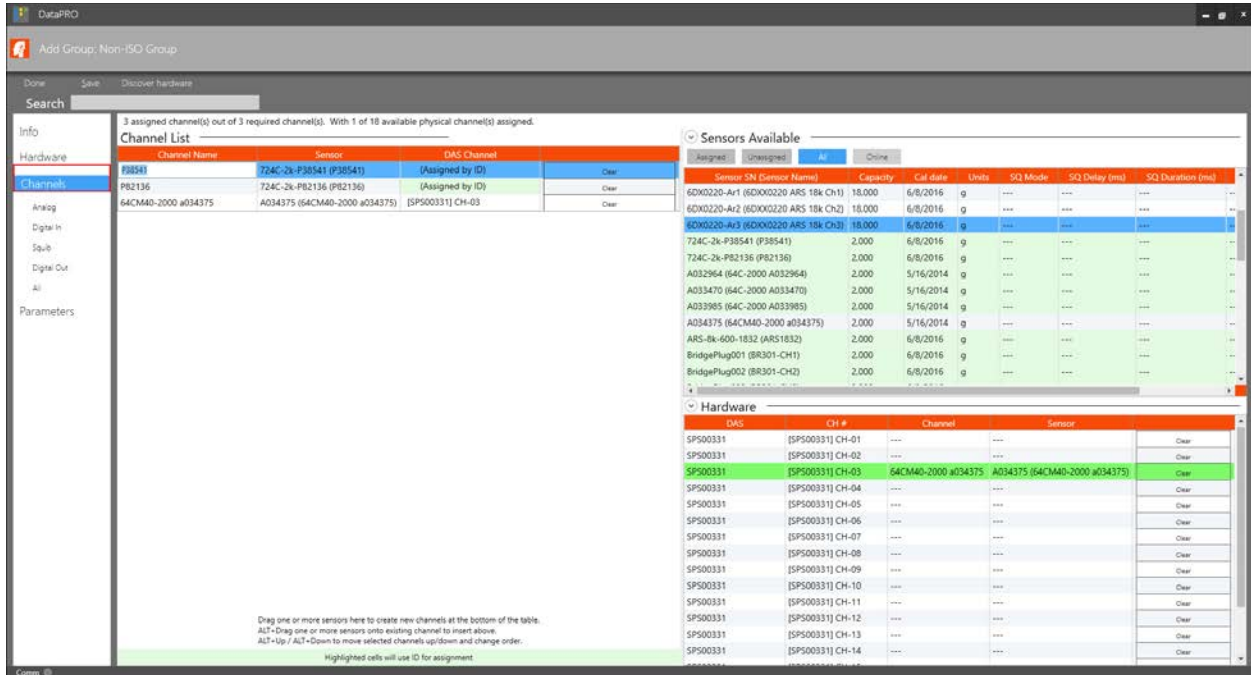 DataPRO
Add Group: Non-ISO Group
Done Save Discover hardware
Search
Info
Hardware
Channels
Analog
Digital In
Squib
Digital Out
All
Parameters
3 assigned channel(s) out of 3 required channel(s). With 1 of 18 available physical channel(s) assigned.
Channel List
Channel Name Sensor DAS Channel
P38541 724C-2k-P38541 (P38541) (Assigned by ID) Clear
P82136 724C-2k-P82136 (P82136) (Assigned by ID) Clear
64CM40-2000 a034375 A034375 (64CM40-2000 a034375) [SPS00331] CH-03 Clear
Drag one or more sensors here to create new channels at the bottom of the table.
ALT+Drag one or more sensors onto existing channel to insert above.
ALT+Up / ALT+Down to move selected channels up/down and change order.
Highlighted cells will use ID for assignment
Sensors Available
Assigned Unassigned All Online
Sensor SN (Sensor Name) Capacity Cal date Units SQ Mode SQ Delay (ms) SQ Duration (ms)
6DX0220-Ar1 (6DXX0220 ARS 18k Ch1) 18,000 6/8/2016 g --- --- ---
6DX0220-Ar2 (6DXX0220 ARS 18k Ch2) 18,000 6/8/2016 g --- --- ---
6DX0220-Ar3 (6DXX0220 ARS 18k Ch3) 18,000 6/8/2016 g --- --- ---
724C-2k-P38541 (P38541) 2,000 6/8/2016 g --- --- ---
724C-2k-P82136 (P82136) 2,000 6/8/2016 g --- --- ---
A032964 (64C-2000 A032964) 2,000 5/16/2014 g --- --- ---
A033470 (64C-2000 A033470) 2,000 5/16/2014 g --- --- ---
A033985 (64C-2000 A033985) 2,000 5/16/2014 g --- --- ---
A034375 (64CM40-2000 a034375) 2,000 5/16/2014 g --- --- ---
ARS-8k-600-1832 (ARS1832) 2,000 6/8/2016 g --- --- ---
BridgePlug001 (BR301-CH1) 2,000 6/8/2016 g --- --- ---
BridgePlug002 (BR301-CH2) 2,000 6/8/2016 g --- --- ---
Hardware
DAS CH # Channel Sensor
SPS00331 [SPS00331] CH-01 --- --- Clear
SPS00331 [SPS00331] CH-02 --- --- Clear
SPS00331 [SPS00331] CH-03 64CM40-2000 a034375 A034375 (64CM40-2000 a034375) Clear
SPS00331 [SPS00331] CH-04 --- --- Clear
SPS00331 [SPS00331] CH-05 --- --- Clear
SPS00331 [SPS00331] CH-06 --- --- Clear
SPS00331 [SPS00331] CH-07 --- --- Clear
SPS00331 [SPS00331] CH-08 --- --- Clear
SPS00331 [SPS00331] CH-09 --- --- Clear
SPS00331 [SPS00331] CH-10 --- --- Clear
SPS00331 [SPS00331] CH-11 --- --- Clear
SPS00331 [SPS00331] CH-12 --- --- Clear
SPS00331 [SPS00331] CH-13 --- --- Clear
SPS00331 [SPS00331] CH-14 --- --- Clear
Comm